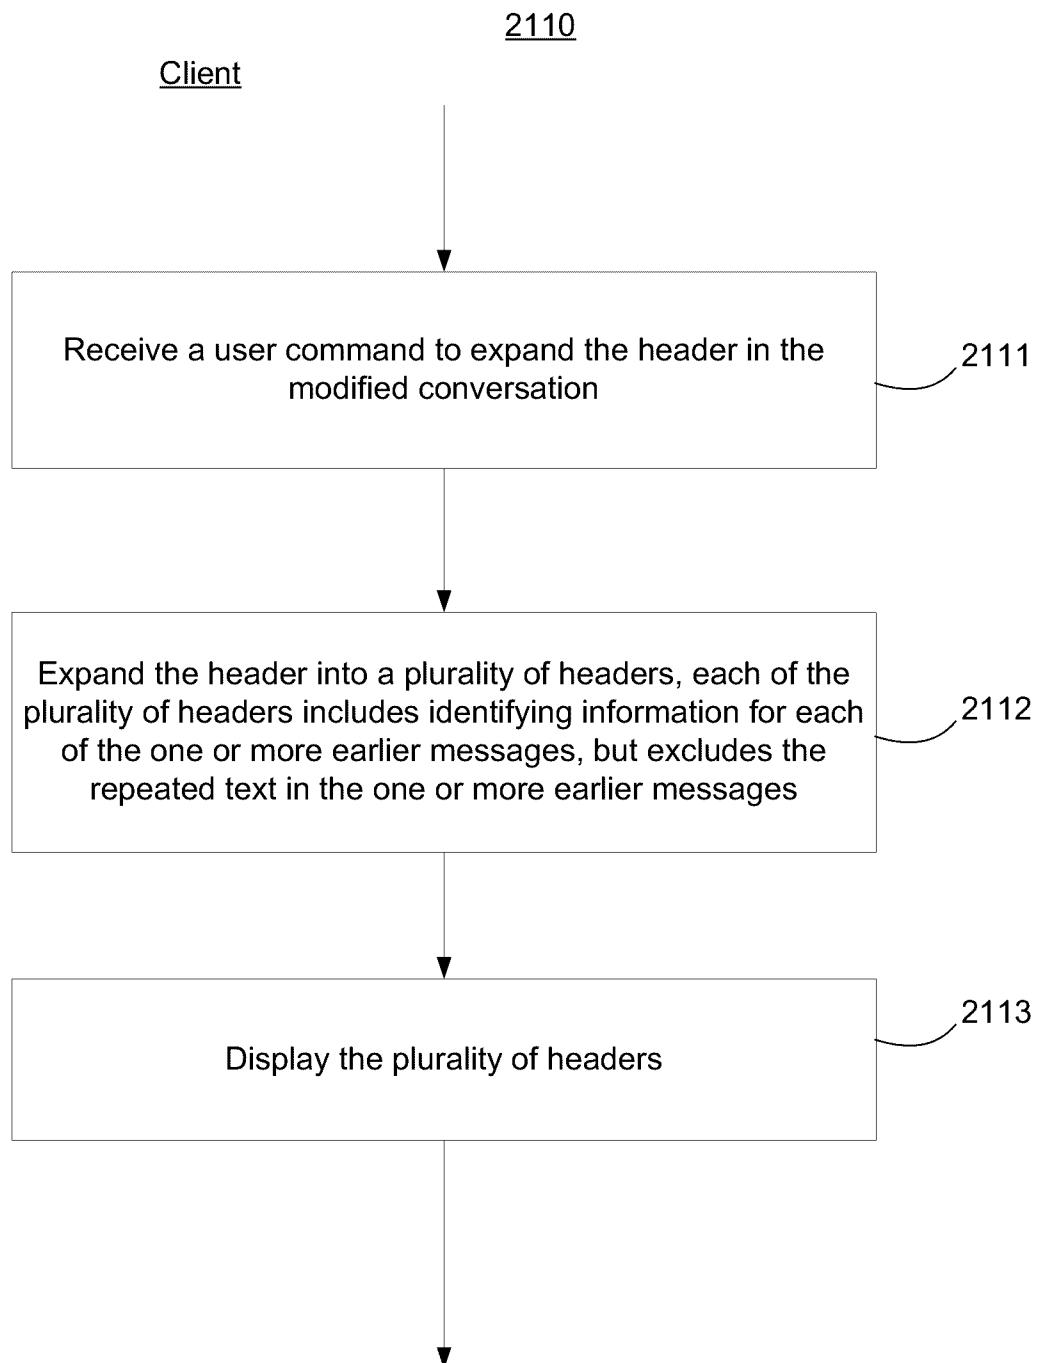 2110
Client
Receive a user command to expand the header in the
modified conversation
2111
Expand the header into a plurality of headers, each of the
plurality of headers includes identifying information for each
of the one or more earlier messages, but excludes the
repeated text in the one or more earlier messages
2112
Display the plurality of headers
2113